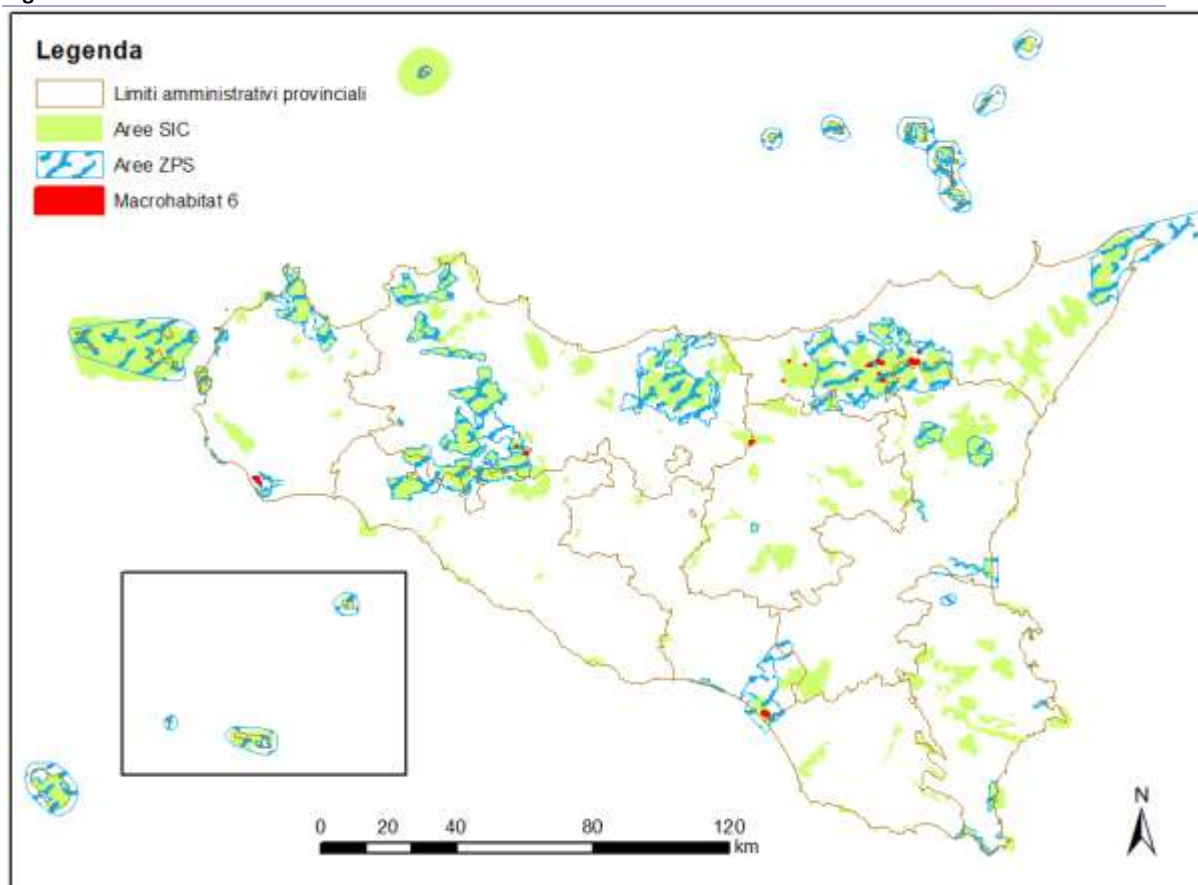 Legenda
Limiti amministrativi provinciali
Aree SIC
Aree ZPS
Macrohabitat 6
N
0 20 40 80 120
km